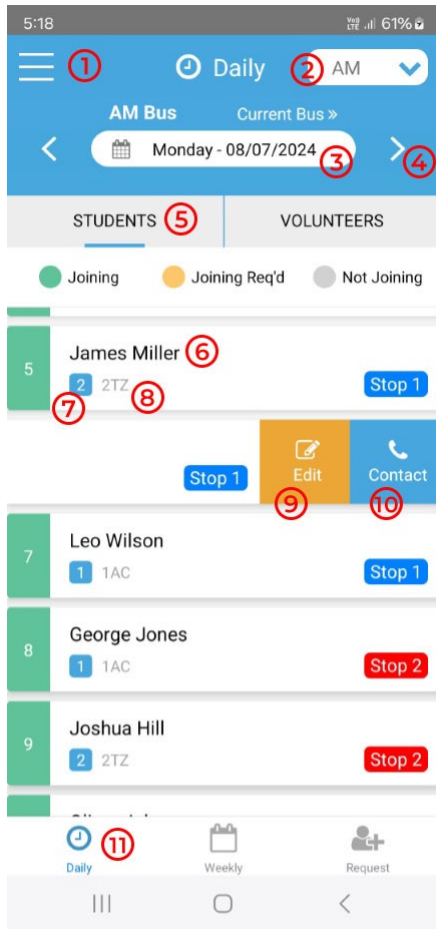 5:18 Vo) LTE 61%
① Daily ② AM
AM Bus Current Bus »
Monday - 08/07/2024 ③ ④
STUDENTS ⑤ VOLUNTEERS
Joining Joining Req'd Not Joining
5 James Miller ⑥
2 2TZ ⑦ ⑧ Stop 1
Stop 1 Edit Contact
⑨ ⑩
7 Leo Wilson
1 1AC Stop 1
8 George Jones
1 1AC Stop 2
9 Joshua Hill
2 2TZ Stop 2
⑪
Daily Weekly Request